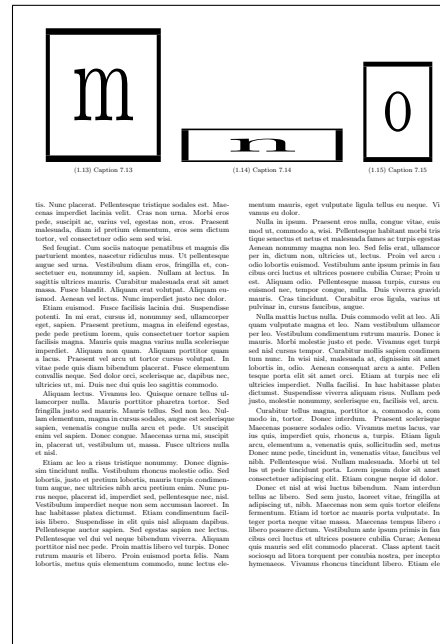 m
n
o
(1.13) Caption 7.13
(1.14) Caption 7.14
(1.15) Caption 7.15
tis. Nunc placerat. Pellentesque tristique sodales est. Mae-
cenas imperdiet lacinia velit. Cras non urna. Morbi eros
pede, suscipit ac, varius vel, egestas non, eros. Praesent
malesuada, diam id pretium elementum, eros sem dictum
tortor, vel consectetuer odio sem sed wisi.
Sed feugiat. Cum sociis natoque penatibus et magnis dis
parturient montes, nascetur ridiculus mus. Ut pellentesque
augue sed urna. Vestibulum diam eros, fringilla et, con-
sectetuer eu, nonummy id, sapien. Nullam at lectus. In
sagittis ultrices mauris. Curabitur malesuada erat sit amet
massa. Fusce blandit. Aliquam erat volutpat. Aliquam eu-
ismod. Aenean vel lectus. Nunc imperdiet justo nec dolor.
Etiam euismod. Fusce facilisis lacinia dui. Suspendisse
potenti. In mi erat, cursus id, nonummy sed, ullamcorper
eget, sapien. Praesent pretium, magna in eleifend egestas,
pede pede pretium lorem, quis consectetuer tortor sapien
facilisis magna. Mauris quis magna varius nulla scelerisque
imperdiet. Aliquam non quam. Aliquam porttitor quam
a lacus. Praesent vel arcu ut tortor cursus volutpat. In
vitae pede quis diam bibendum placerat. Fusce elementum
convallis neque. Sed dolor orci, scelerisque ac, dapibus nec,
ultricies ut, mi. Duis nec dui quis leo sagittis commodo.
Aliquam lectus. Vivamus leo. Quisque ornare tellus ul-
lamcorper nulla. Mauris porttitor pharetra tortor. Sed
fringilla justo sed mauris. Mauris tellus. Sed non leo. Nul-
lam elementum, magna in cursus sodales, augue est scelerisque
sapien, venenatis congue nulla arcu et pede. Ut suscipit
enim vel sapien. Donec congue. Maecenas urna mi, suscipit
in, placerat ut, vestibulum ut, massa. Fusce ultrices nulla
et nisl.
Etiam ac leo a risus tristique nonummy. Donec dignis-
sim tincidunt nulla. Vestibulum rhoncus molestie odio. Sed
lobortis, justo et pretium lobortis, mauris turpis condimen-
tum augue, nec ultricies nibh arcu pretium enim. Nunc pu-
rus neque, placerat id, imperdiet sed, pellentesque nec, nisl.
Vestibulum imperdiet neque non sem accumsan laoreet. In
hac habitasse platea dictumst. Etiam condimentum facil-
isis libero. Suspendisse in elit quis nisl aliquam dapibus.
Pellentesque auctor sapien. Sed egestas sapien nec lectus.
Pellentesque vel dui vel neque bibendum viverra. Aliquam
porttitor nisl nec pede. Proin mattis libero vel turpis. Donec
rutrum mauris et libero. Proin euismod porta felis. Nam
lobortis, metus quis elementum commodo, nunc lectus ele-
mentum mauris, eget vulputate ligula tellus eu neque. Vi
vamus eu dolor.
Nulla in ipsum. Praesent eros nulla, congue vitae, euis
mod ut, commodo a, wisi. Pellentesque habitant morbi tris
tique senectus et netus et malesuada fames ac turpis egestas
Aenean nonummy magna non leo. Sed felis erat, ullamcor
per in, dictum non, ultricies ut, lectus. Proin vel arcu a
odio lobortis euismod. Vestibulum ante ipsum primis in fau
cibus orci luctus et ultrices posuere cubilia Curae; Proin u
est. Aliquam odio. Pellentesque massa turpis, cursus eu
euismod nec, tempor congue, nulla. Duis viverra gravida
mauris. Cras tincidunt. Curabitur eros ligula, varius ut
pulvinar in, cursus faucibus, augue.
Nulla mattis luctus nulla. Duis commodo velit at leo. Ali
quam vulputate magna et leo. Nam vestibulum ullamcor
per leo. Vestibulum condimentum rutrum mauris. Donec i
mauris. Morbi molestie justo et pede. Vivamus eget turpi
sed nisl cursus tempor. Curabitur mollis sapien condimen
tum nunc. In wisi nisl, malesuada at, dignissim sit amet
lobortis in, odio. Aenean consequat arcu a ante. Pellen
tesque porta elit sit amet orci. Etiam at turpis nec eli
ultricies imperdiet. Nulla facilisi. In hac habitasse platea
dictumst. Suspendisse viverra aliquam risus. Nullam pede
justo, molestie nonummy, scelerisque eu, facilisis vel, arcu.
Curabitur tellus magna, porttitor a, commodo a, com
modo in, tortor. Donec interdum. Praesent scelerisque
Maecenas posuere sodales odio. Vivamus metus lacus, var
ius quis, imperdiet quis, rhoncus a, turpis. Etiam ligula
arcu, elementum a, venenatis quis, sollicitudin sed, metus
Donec nunc pede, tincidunt in, venenatis vitae, faucibus vel
nibh. Pellentesque wisi. Nullam malesuada. Morbi ut tel
lus ut pede tincidunt porta. Lorem ipsum dolor sit amet
consectetuer adipiscing elit. Etiam congue neque id dolor.
Donec et nisl at wisi luctus bibendum. Nam interdum
tellus ac libero. Sed sem justo, laoreet vitae, fringilla at
adipiscing ut, nibh. Maecenas non sem quis tortor eleifend
fermentum. Etiam id tortor ac mauris porta vulputate. In
teger porta neque vitae massa. Maecenas tempus libero a
libero posuere dictum. Vestibulum ante ipsum primis in fau
cibus orci luctus et ultrices posuere cubilia Curae; Aenean
quis mauris sed elit commodo placerat. Class aptent tacit
sociosqu ad litora torquent per conubia nostra, per incepto
hymenaeos. Vivamus rhoncus tincidunt libero. Etiam ele